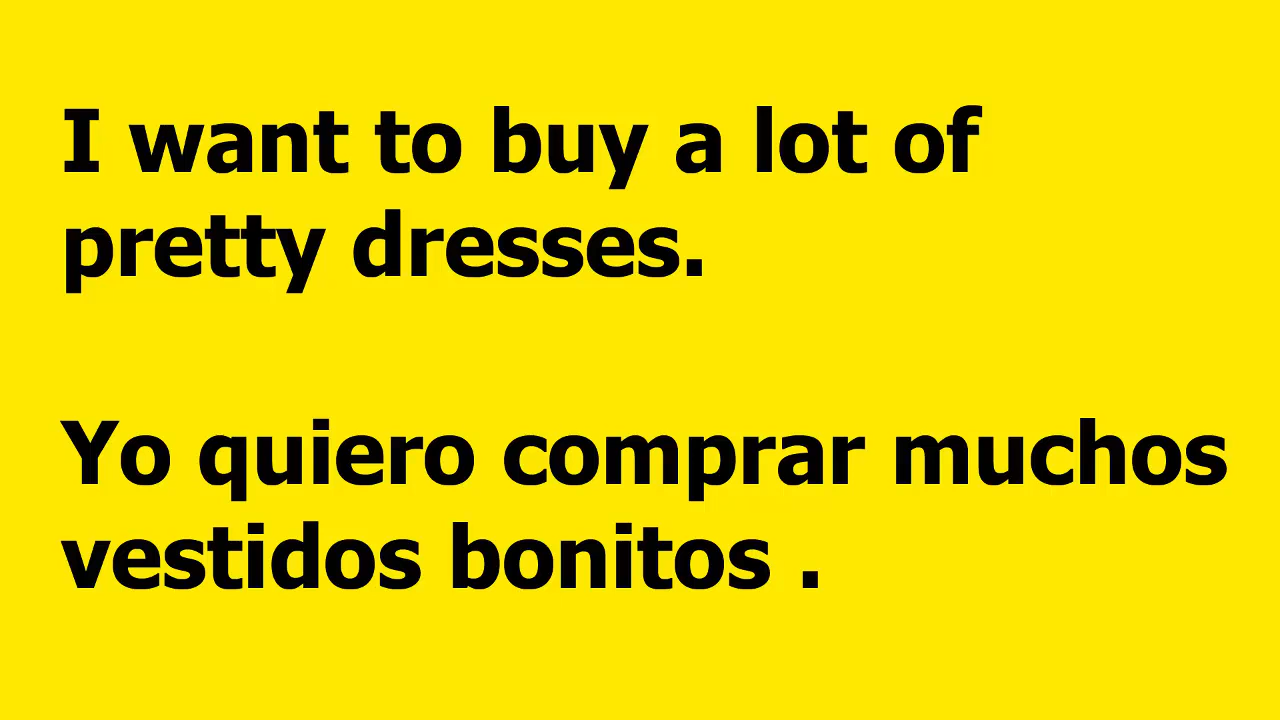 I want to buy a lot of
pretty dresses.
Yo quiero comprar muchos
vestidos bonitos .